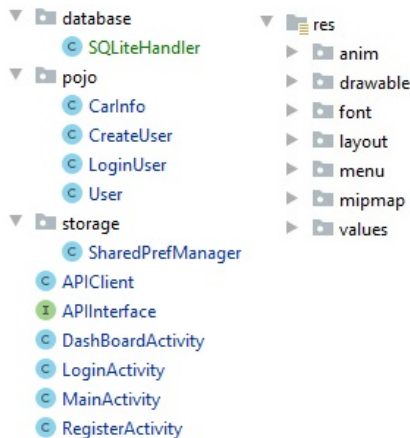 database
SQLiteHandler
pojo
CarInfo
CreateUser
LoginUser
User
storage
SharedPrefManager
APIClient
APIInterface
DashBoardActivity
LoginActivity
MainActivity
RegisterActivity
res
anim
drawable
font
layout
menu
mipmap
values